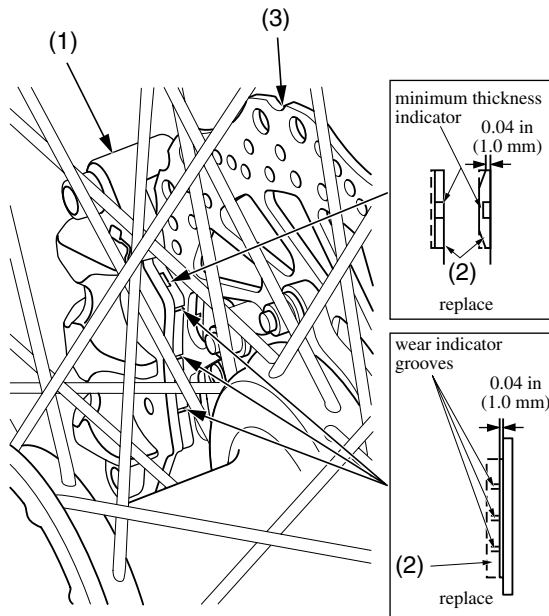 (1)
(3)
minimum thickness
indicator
0.04 in
(1.0 mm)
(2)
replace
wear indicator
grooves
0.04 in
(1.0 mm)
(2)
replace